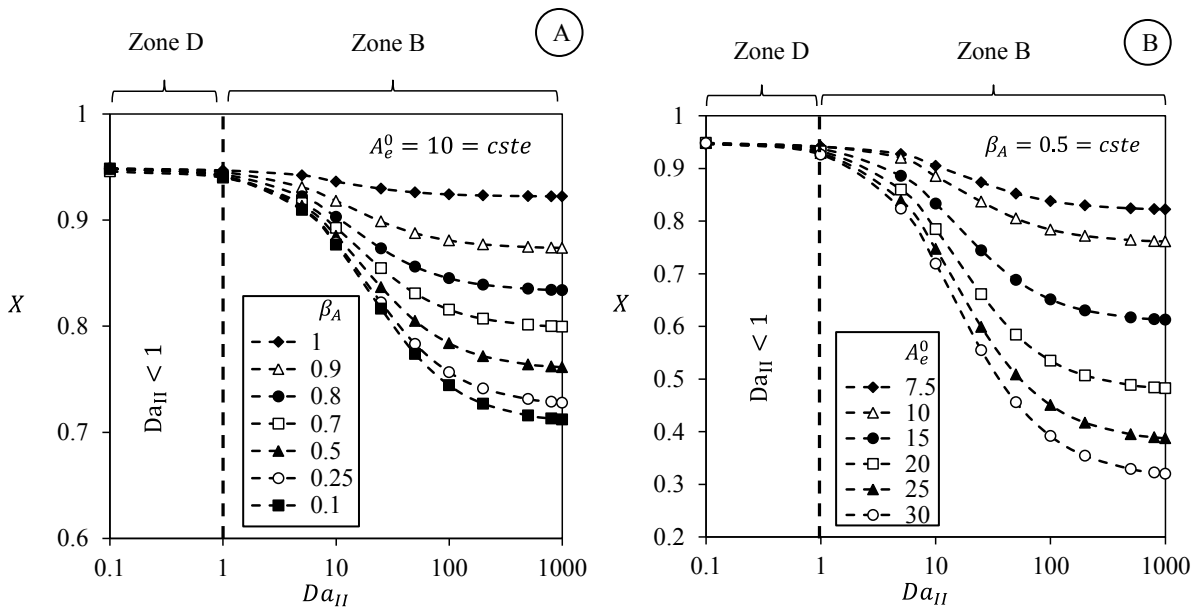 Zone D
Zone B
A
1
0.9
0.8
0.7
0.6
X
A_e^0 = 10 = cste
Da_II < 1
β_A
1
0.9
0.8
0.7
0.5
0.25
0.1
0.1
1
10
100
1000
Da_II
Zone D
Zone B
B
1
0.9
0.8
0.7
0.6
0.5
0.4
0.3
0.2
X
β_A = 0.5 = cste
Da_II < 1
A_e^0
7.5
10
15
20
25
30
0.1
1
10
100
1000
Da_II